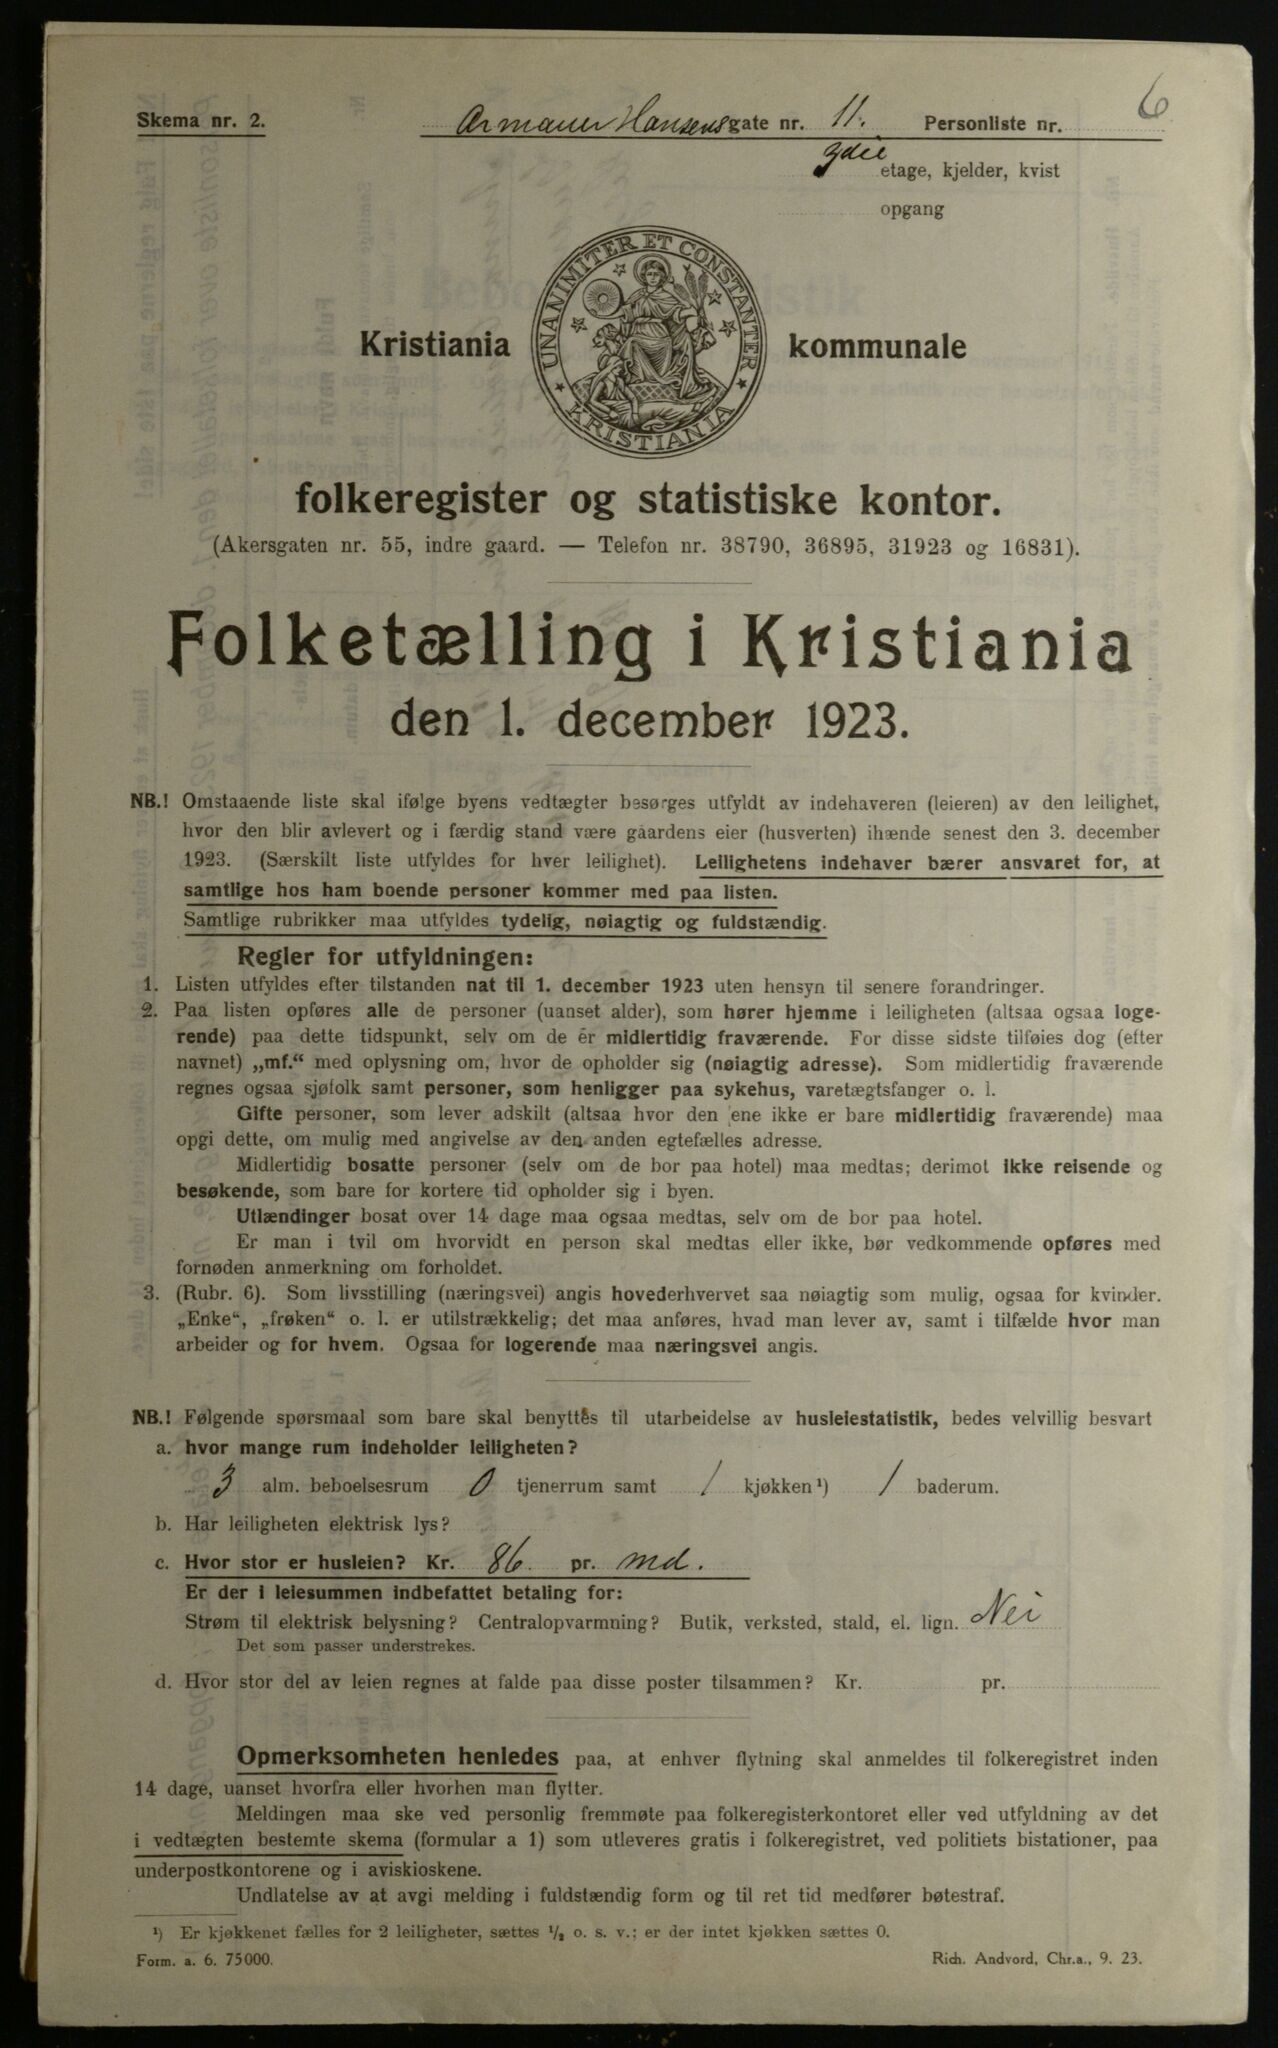 Skema nr. 2. Armauer Hansens gate nr. 11. Personliste nr. 6
3die etage, kjelder, kvist
opgang
UNANIMITER ET CONSTANTER
KRISTIANIA
Kristiania kommunale
folkeregister og statistiske kontor.
(Akersgaten nr. 55, indre gaard. — Telefon nr. 38790, 36895, 31923 og 16831).
Folketælling i Kristiania
den 1. december 1923.
NB.! Omstaaende liste skal ifølge byens vedtægter besørges utfyldt av indehaveren (leieren) av den leilighet,
hvor den blir avlevert og i færdig stand være gaardens eier (husverten) ihænde senest den 3. december
1923. (Særskilt liste utfyldes for hver leilighet). Leilighetens indehaver bærer ansvaret for, at
samtlige hos ham boende personer kommer med paa listen.
Samtlige rubrikker maa utfyldes tydelig, nøiagtig og fuldstændig.
Regler for utfyldningen:
1. Listen utfyldes efter tilstanden nat til 1. december 1923 uten hensyn til senere forandringer.
2. Paa listen opføres alle de personer (uanset alder), som hører hjemme i leiligheten (altsaa ogsaa loge-
rende) paa dette tidspunkt, selv om de er midlertidig fraværende. For disse sidste tilføies dog (efter
navnet) „mf.“ med oplysning om, hvor de opholder sig (nøiagtig adresse). Som midlertidig fraværende
regnes ogsaa sjøfolk samt personer, som henligger paa sykehus, varetægtsfanger o. l.
Gifte personer, som lever adskilt (altsaa hvor den ene ikke er bare midlertidig fraværende) maa
opgi dette, om mulig med angivelse av den anden egtefælles adresse.
Midlertidig bosatte personer (selv om de bor paa hotel) maa medtas; derimot ikke reisende og
besøkende, som bare for kortere tid opholder sig i byen.
Utlændinger bosat over 14 dage maa ogsaa medtas, selv om de bor paa hotel.
Er man i tvil om hvorvidt en person skal medtas eller ikke, bør vedkommende opføres med
fornøden anmerkning om forholdet.
3. (Rubr. 6). Som livsstilling (næringsvei) angis hovederhvervet saa nøiagtig som mulig, ogsaa for kvinder.
„Enke“, „frøken“ o. l. er utilstrækkelig; det maa anføres, hvad man lever av, samt i tilfælde hvor man
arbeider og for hvem. Ogsaa for logerende maa næringsvei angis.
NB.! Følgende spørsmaal som bare skal benyttes til utarbeidelse av husleiestatistik, bedes velvillig besvart
a. hvor mange rum indeholder leiligheten?
3 alm. beboelsesrum 0 tjenerrum samt 1 kjøkken ¹) 1 baderum.
b. Har leiligheten elektrisk lys?
c. Hvor stor er husleien? Kr. 86 pr. md.
Er der i leiesummen indbefattet betaling for:
Strøm til elektrisk belysning? Centralopvarmning? Butik, verksted, stald, el. lign. Nei
Det som passer understrekes.
d. Hvor stor del av leien regnes at falde paa disse poster tilsammen? Kr. pr.
Opmerksomheten henledes paa, at enhver flytning skal anmeldes til folkeregistret inden
14 dage, uanset hvorfra eller hvorhen man flytter.
Meldingen maa ske ved personlig fremmøte paa folkeregisterkontoret eller ved utfyldning av det
i vedtægten bestemte skema (formular a 1) som utleveres gratis i folkeregistret, ved politiets bistationer, paa
underpostkontorene og i aviskioskene.
Undlatelse av at avgi melding i fuldstændig form og til ret tid medfører bøtestraf.
¹) Er kjøkkenet fælles for 2 leiligheter, sættes ½ o. s. v.; er der intet kjøkken sættes 0.
Form. a. 6. 75000. Rich. Andvord, Chr.a., 9. 23.